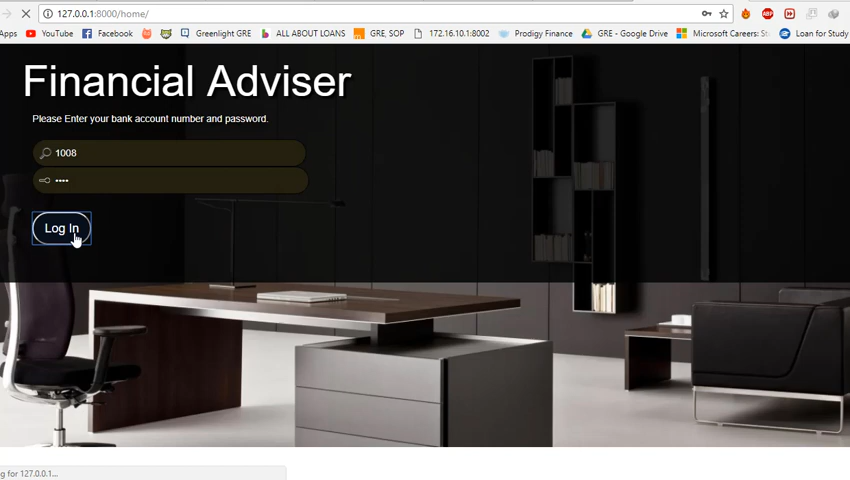 127.0.0.1:8000/home/
Apps YouTube Facebook Greenlight GRE ALL ABOUT LOANS GRE, SOP 172.16.10.1:8002 Prodigy Finance GRE - Google Drive Microsoft Careers: St Loan for Study
ABP
Financial Adviser
Please Enter your bank account number and password.
1008
••••
Log In
g for 127.0.0.1...